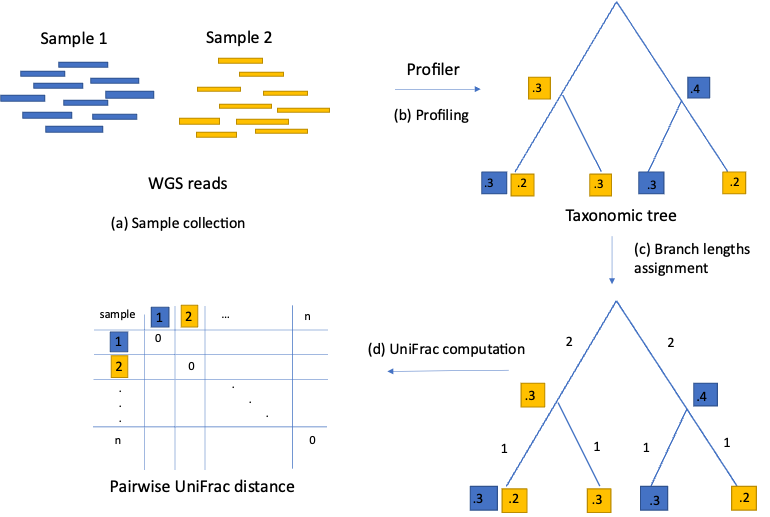 Sample 1
Sample 2
WGS reads
(a) Sample collection
Profiler
(b) Profiling
.3
.4
.3
.2
.3
.3
.2
Taxonomic tree
(c) Branch lengths
assignment
2
2
.3
.4
1
1
1
1
.3
.2
.3
.3
.2
(d) UniFrac computation
sample
1
2
...
n
1
0
2
0
.
.
.
.
.
.
n
0
Pairwise UniFrac distance